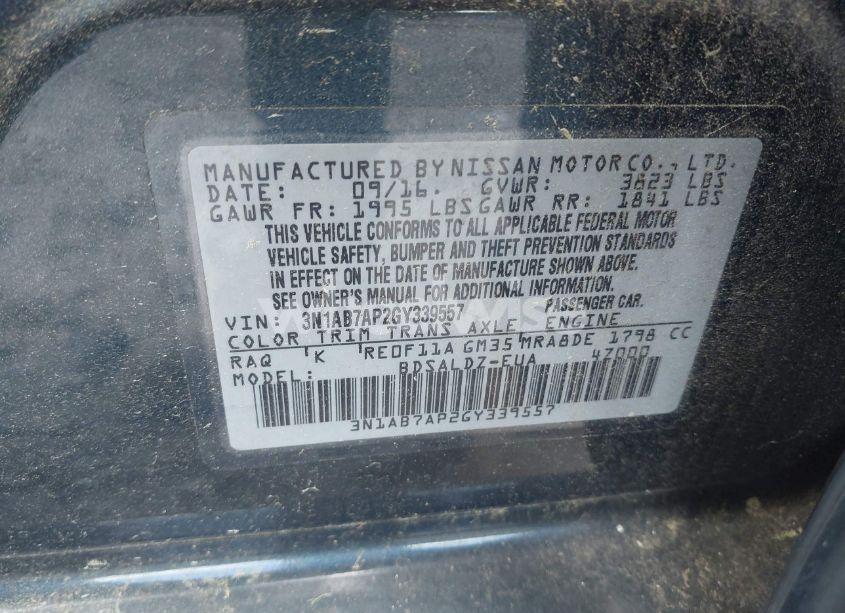 MANUFACTURED BY NISSAN MOTOR CO., LTD.
DATE: 09/16. GVWR: 3823 LBS
GAWR FR: 1995 LBS GAWR RR: 1841 LBS
THIS VEHICLE CONFORMS TO ALL APPLICABLE FEDERAL MOTOR
VEHICLE SAFETY, BUMPER AND THEFT PREVENTION STANDARDS
IN EFFECT ON THE DATE OF MANUFACTURE SHOWN ABOVE.
SEE OWNER'S MANUAL FOR ADDITIONAL INFORMATION.
VIN: 3N1AB7AP2GY339557 PASSENGER CAR.
COLOR TRIM TRANS AXLE ENGINE
RAQ K RE0F11A GM35 MRA8DE 1798 CC
MODEL: BDSALDZ-EUA 47000
3N1AB7AP2GY339557